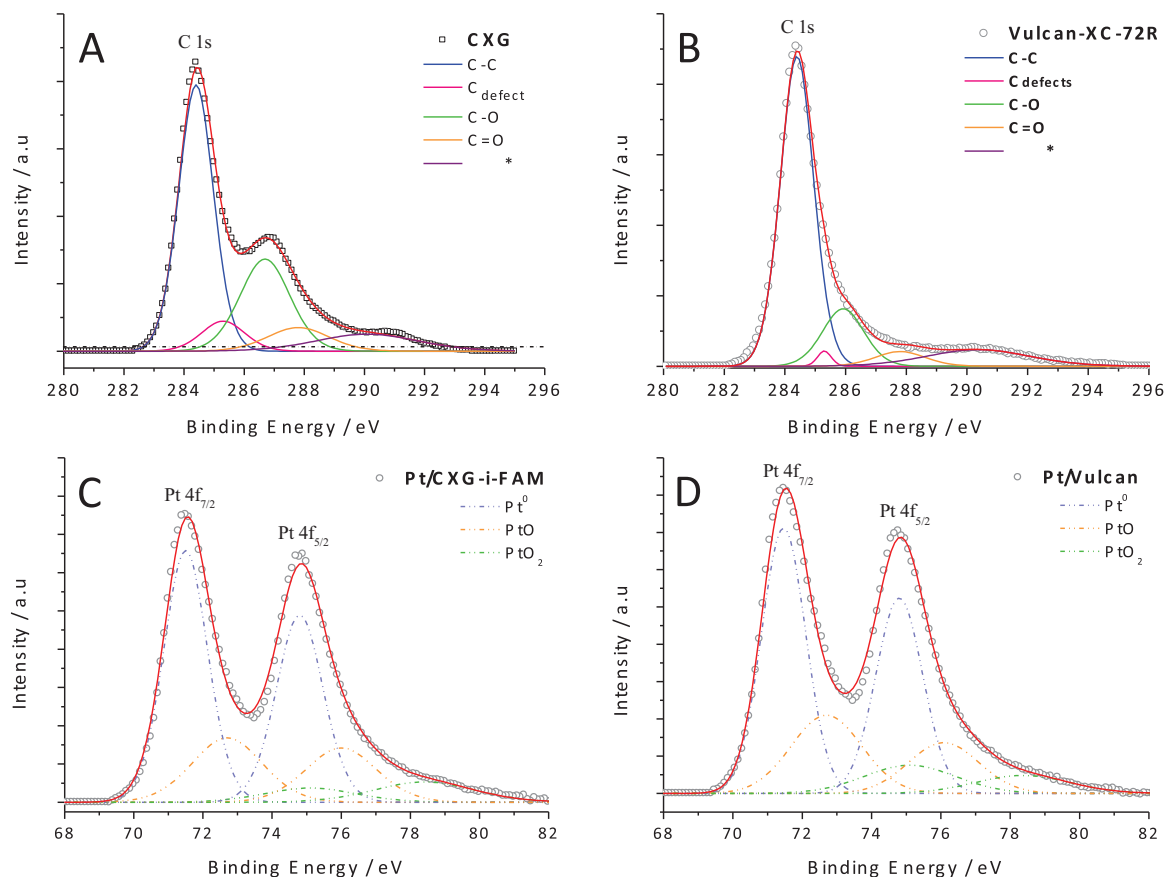 A
C 1s
CXG
C-C
C defect
C-O
C=O
*
Intensity / a.u
280 282 284 286 288 290 292 294 296
Binding Energy / eV
B
C 1s
Vulcan-XC-72R
C-C
C defects
C-O
C=O
*
Intensity / a.u
280 282 284 286 288 290 292 294 296
Binding Energy / eV
C
Pt 4f7/2
Pt 4f5/2
Pt/CXG-i-FAM
Pt0
PtO
PtO2
Intensity / a.u
68 70 72 74 76 78 80 82
Binding Energy / eV
D
Pt 4f7/2
Pt 4f5/2
Pt/Vulcan
Pt0
PtO
PtO2
Intensity / a.u
68 70 72 74 76 78 80 82
Binding Energy / eV